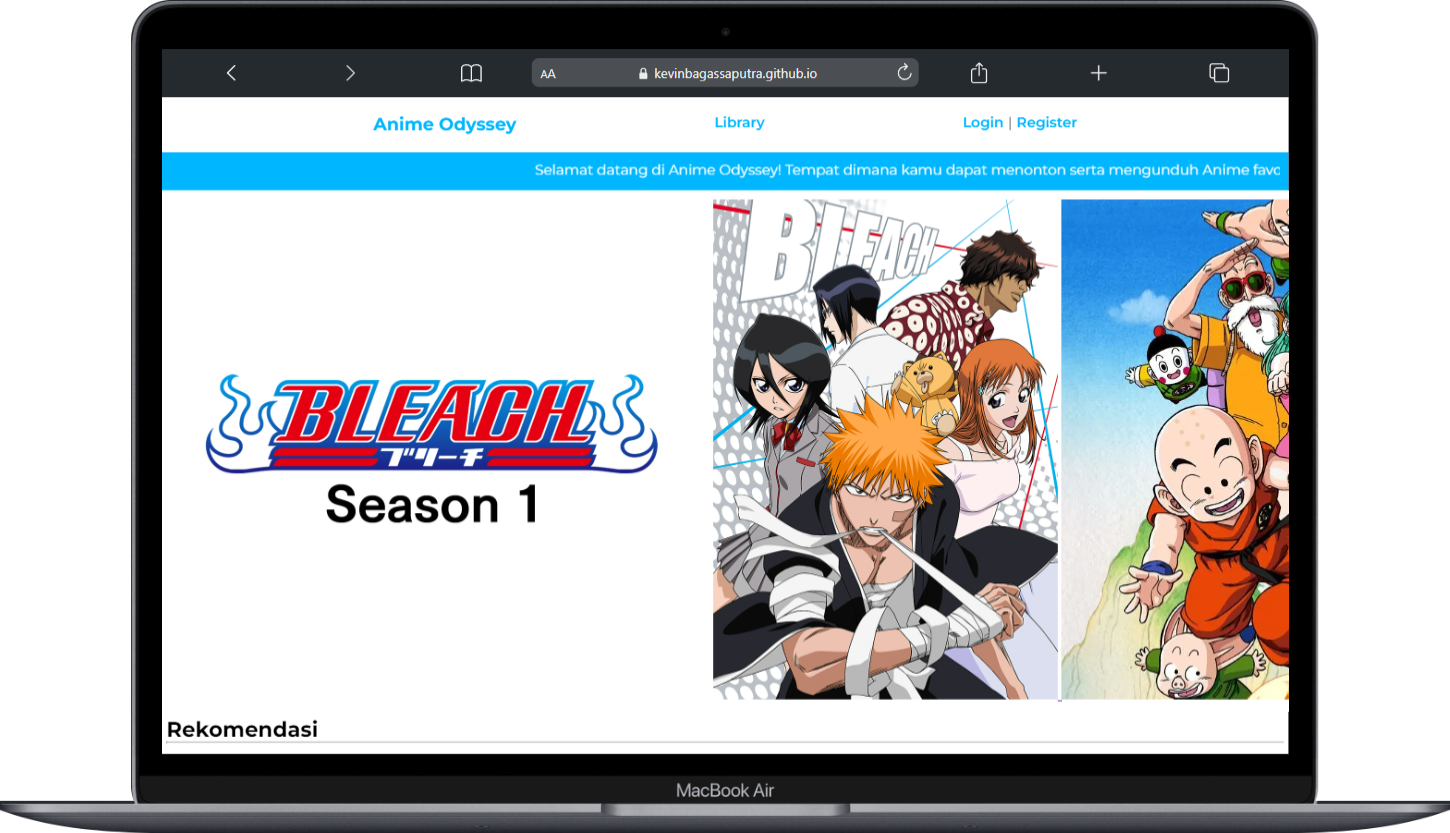 AA kevinbagassaputra.github.io
Anime Odyssey Library Login | Register
Selamat datang di Anime Odyssey! Tempat dimana kamu dapat menonton serta mengunduh Anime favo
BLEACH
BLEACH
ブリーチ
Season 1
Rekomendasi
MacBook Air